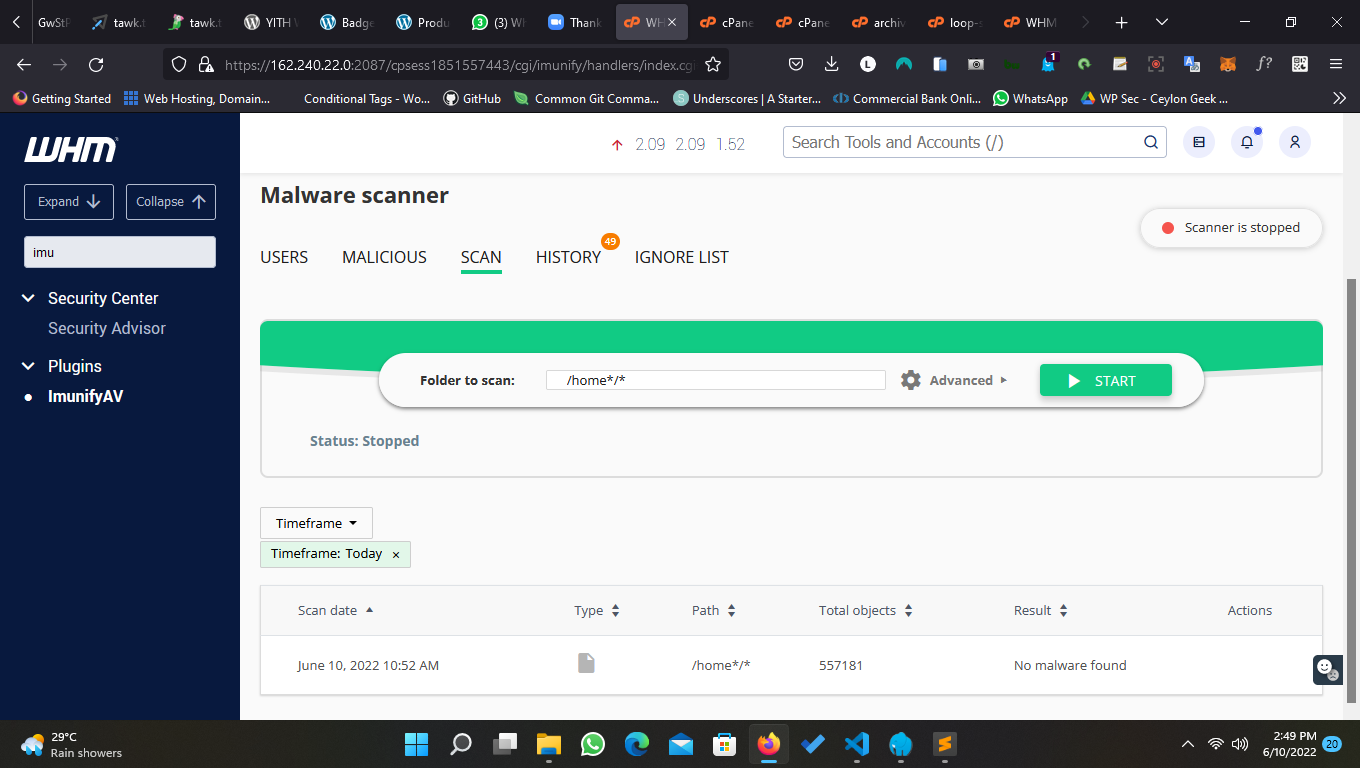 GwStP
tawk.t
tawk.t
YITH
Badge
Produ
3 (3) Wh
Thank
WH
cPane
cPane
archiv
loop-s
WHM
https://162.240.22.0:2087/cpsess1851557443/cgi/imunify/handlers/index.cgi
L
1
f?
Getting Started
Web Hosting, Domain...
Conditional Tags - Wo...
GitHub
Common Git Comma...
Underscores | A Starter...
Commercial Bank Onli...
WhatsApp
WP Sec - Ceylon Geek ...
WHM
2.09 2.09 1.52
Search Tools and Accounts (/)
Expand
Collapse
imu
Security Center
Security Advisor
Plugins
ImunifyAV
Malware scanner
Scanner is stopped
USERS
MALICIOUS
SCAN
HISTORY
49
IGNORE LIST
Folder to scan:
/home*/*
Advanced
START
Status: Stopped
Timeframe
Timeframe: Today ×
Scan date
Type
Path
Total objects
Result
Actions
June 10, 2022 10:52 AM
/home*/*
557181
No malware found
29°C
Rain showers
2:49 PM
6/10/2022
20